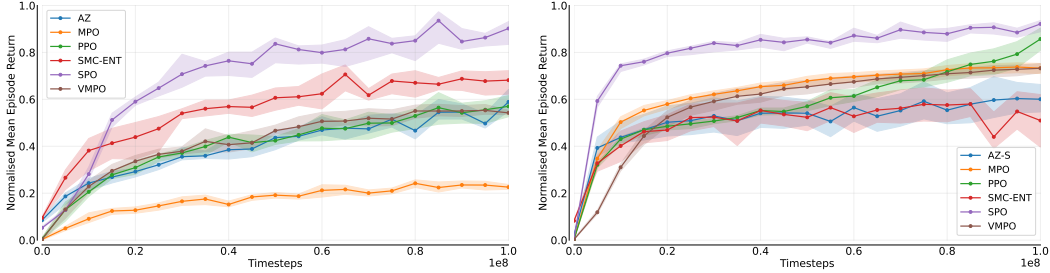 Normalised Mean Episode Return
1.0
0.8
0.6
0.4
0.2
0.0
AZ
MPO
PPO
SMC-ENT
SPO
VMPO
0.0
0.2
0.4
0.6
0.8
1.0
1e8
Timesteps
Normalised Mean Episode Return
1.0
0.8
0.6
0.4
0.2
0.0
AZ-S
MPO
PPO
SMC-ENT
SPO
VMPO
0.0
0.2
0.4
0.6
0.8
1.0
1e8
Timesteps